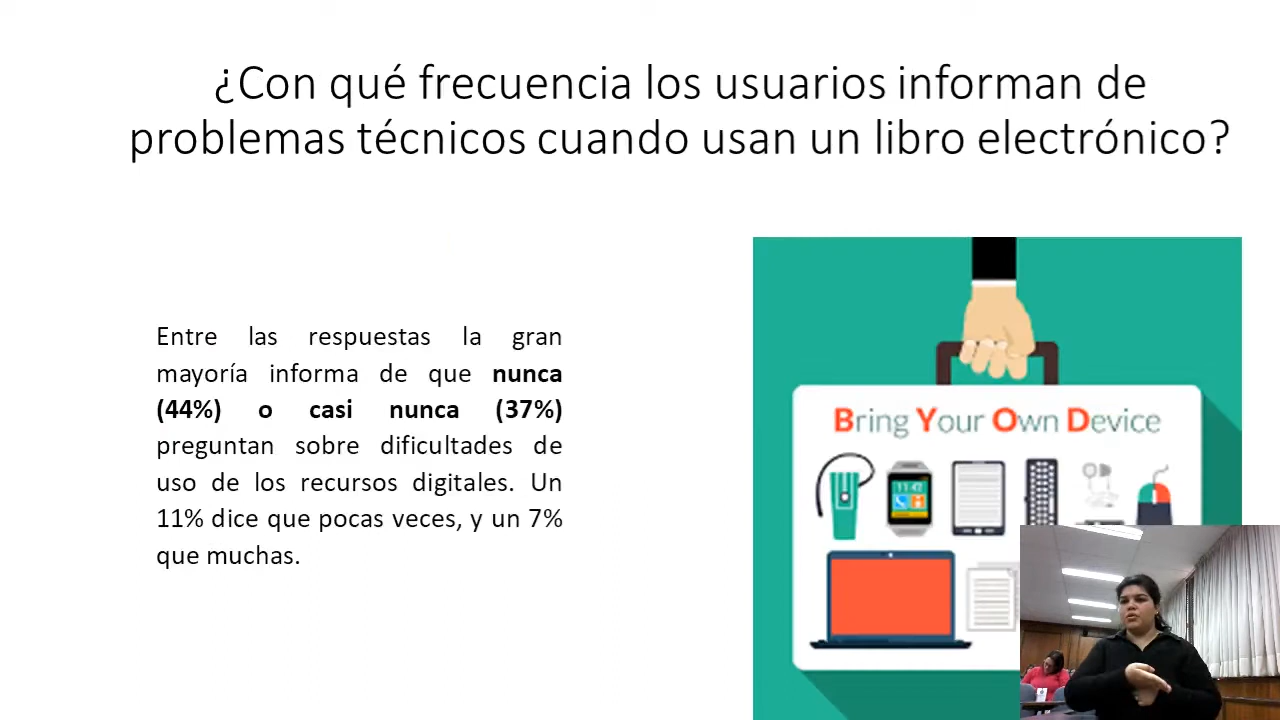 ¿Con qué frecuencia los usuarios informan de
problemas técnicos cuando usan un libro electrónico?
Entre las respuestas la gran
mayoría informa de que nunca
(44%) o casi nunca (37%)
preguntan sobre dificultades de
uso de los recursos digitales. Un
11% dice que pocas veces, y un 7%
que muchas.
Bring Your Own Device
11:42